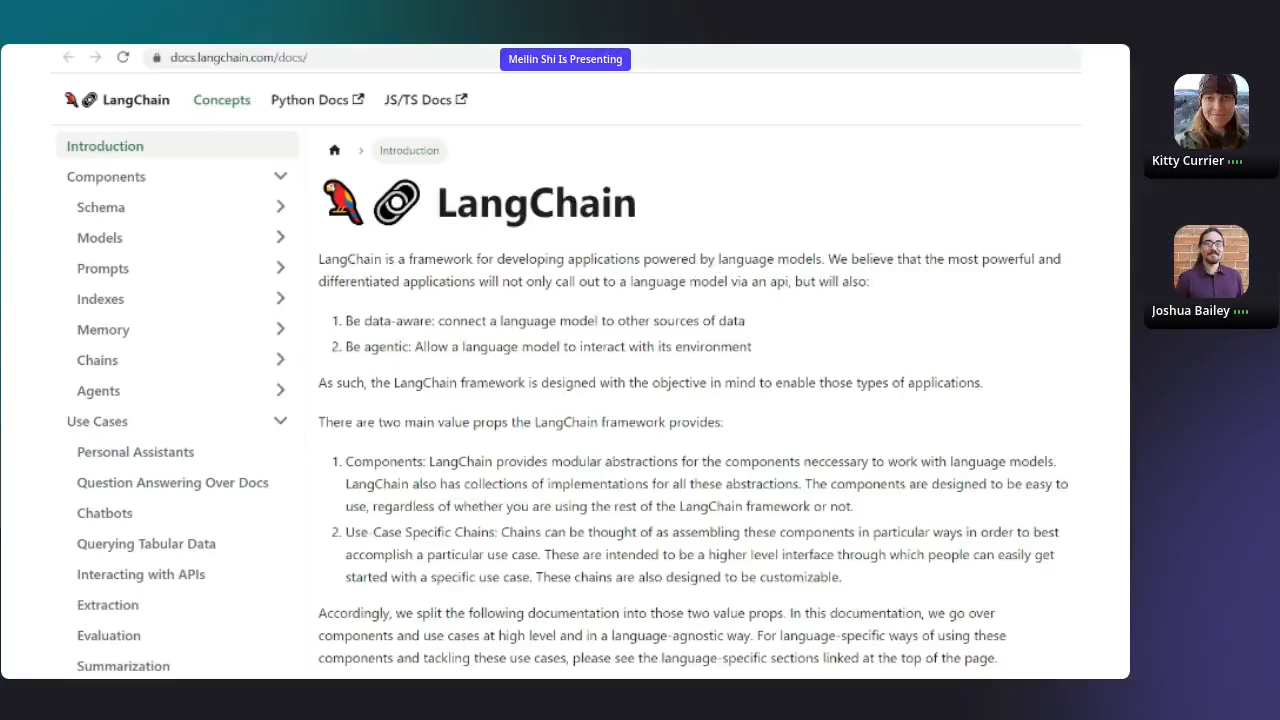 docs.langchain.com/docs/
Meilin Shi Is Presenting
LangChain
Concepts
Python Docs
JS/TS Docs
Introduction
Components
Schema
Models
Prompts
Indexes
Memory
Chains
Agents
Use Cases
Personal Assistants
Question Answering Over Docs
Chatbots
Querying Tabular Data
Interacting with APIs
Extraction
Evaluation
Summarization
Introduction
LangChain
LangChain is a framework for developing applications powered by language models. We believe that the most powerful and
differentiated applications will not only call out to a language model via an api, but will also:
1. Be data-aware: connect a language model to other sources of data
2. Be agentic: Allow a language model to interact with its environment
As such, the LangChain framework is designed with the objective in mind to enable those types of applications.
There are two main value props the LangChain framework provides:
1. Components: LangChain provides modular abstractions for the components neccessary to work with language models.
LangChain also has collections of implementations for all these abstractions. The components are designed to be easy to
use, regardless of whether you are using the rest of the LangChain framework or not.
2. Use-Case Specific Chains: Chains can be thought of as assembling these components in particular ways in order to best
accomplish a particular use case. These are intended to be a higher level interface through which people can easily get
started with a specific use case. These chains are also designed to be customizable.
Accordingly, we split the following documentation into those two value props. In this documentation, we go over
components and use cases at high level and in a language-agnostic way. For language-specific ways of using these
components and tackling these use cases, please see the language-specific sections linked at the top of the page.
Kitty Currier
Joshua Bailey